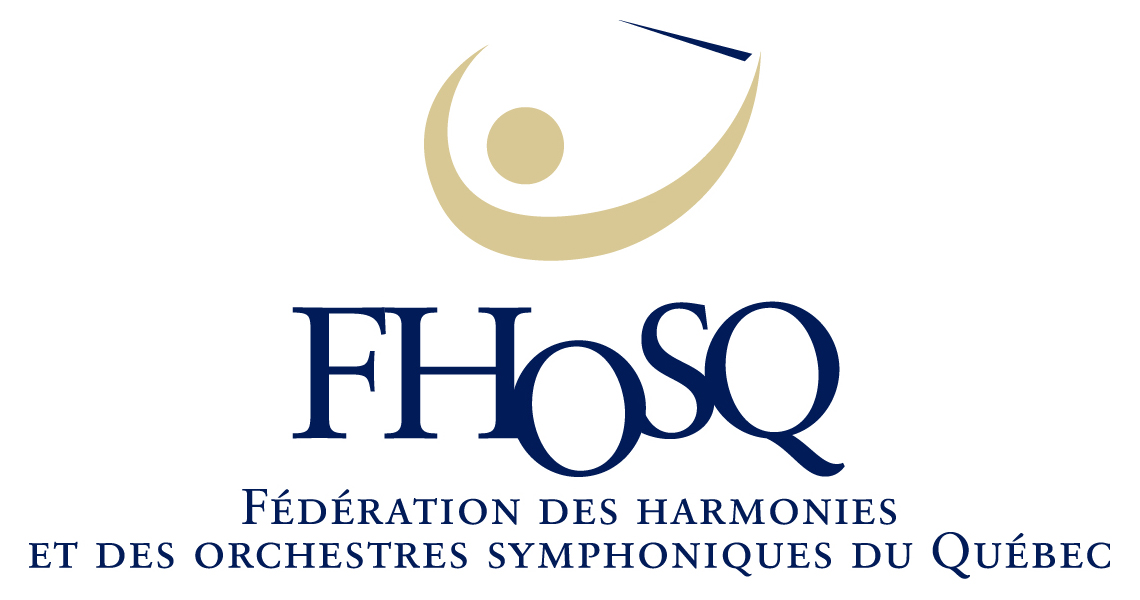 FHOSQ
Fédération des harmonies
et des orchestres symphoniques du Québec